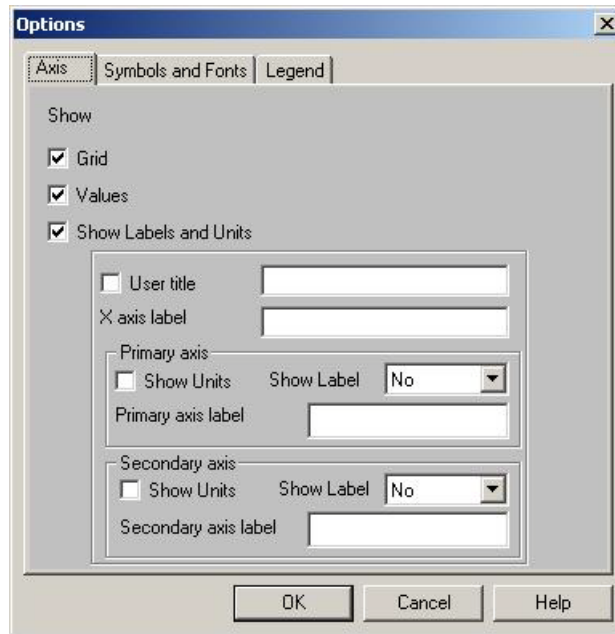 Options
Axis Symbols and Fonts Legend
Show
Grid
Values
Show Labels and Units
User title
X axis label
Primary axis
Show Units Show Label No
Primary axis label
Secondary axis
Show Units Show Label No
Secondary axis label
OK Cancel Help